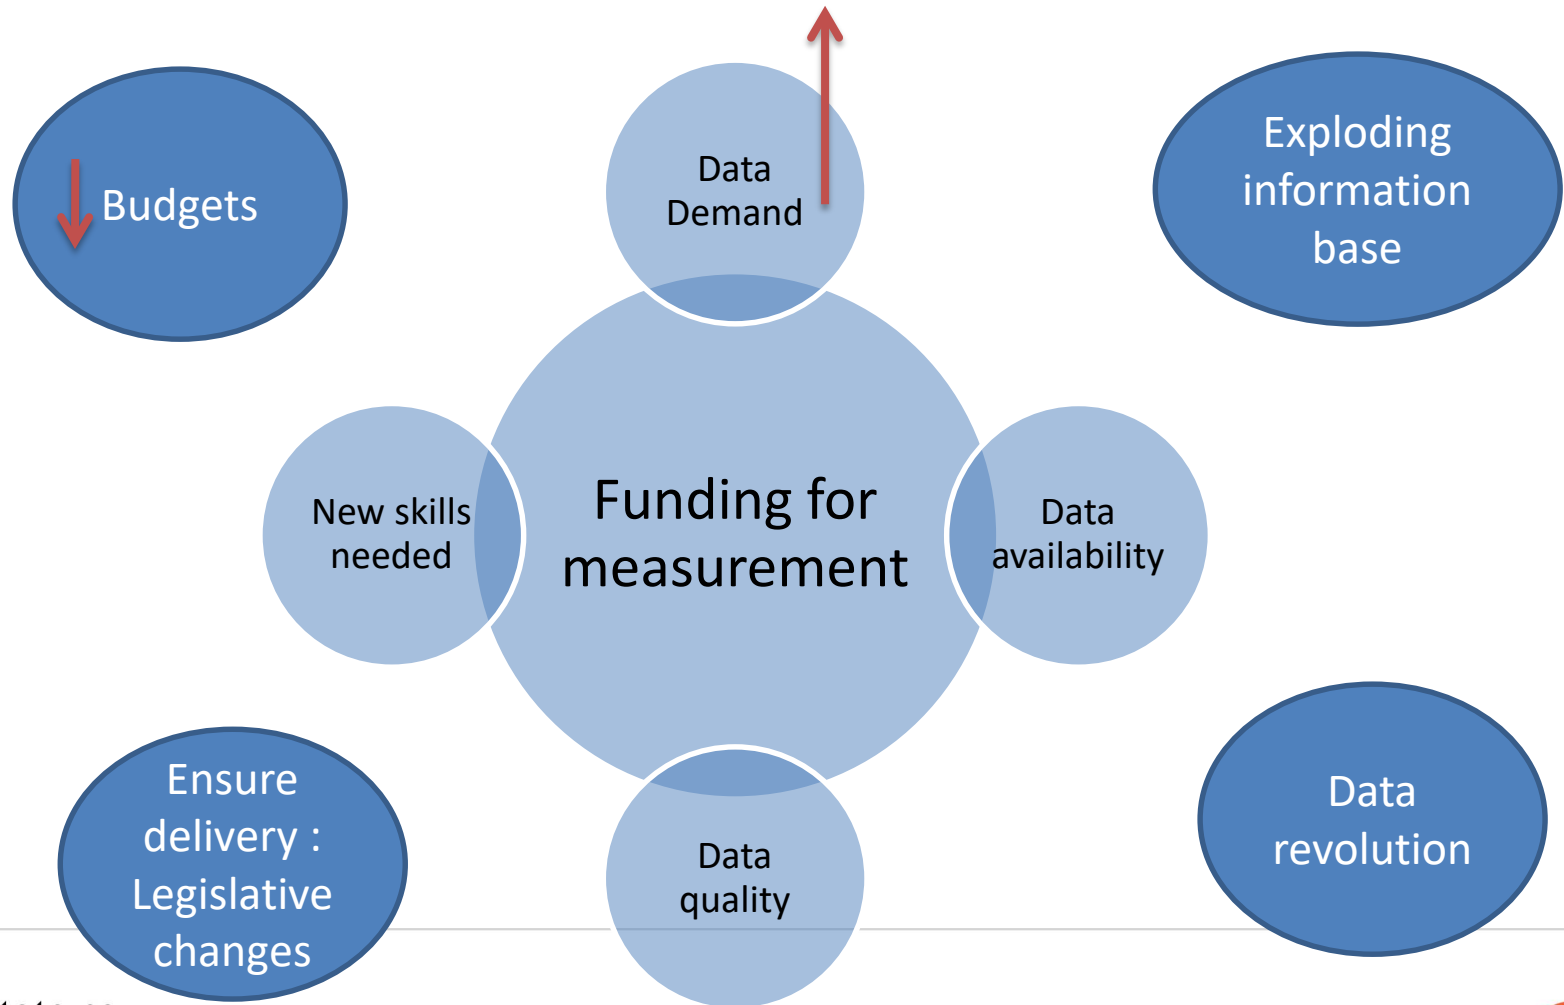 Budgets
Data
Demand
Exploding
information
base
New skills
needed
Funding for
measurement
Data
availability
Ensure
delivery :
Legislative
changes
Data
quality
Data
revolution